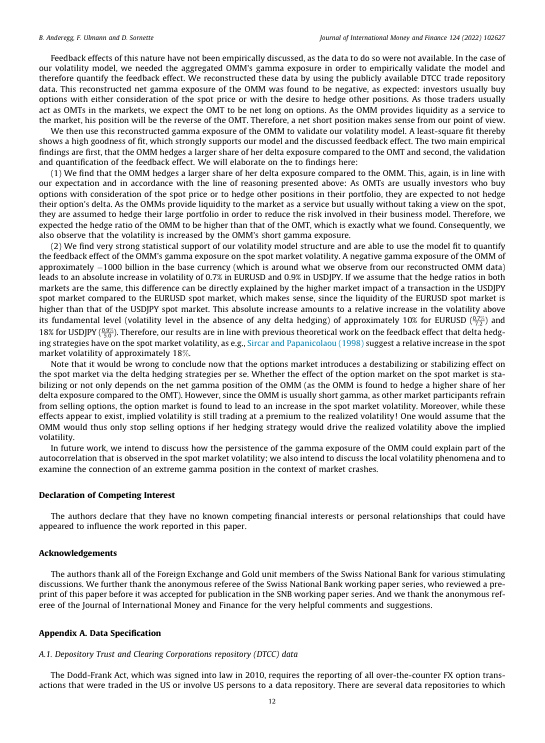 B. Anderegg, F. Ulmann and D. Sornette
Journal of International Money and Finance 124 (2022) 102627
Feedback effects of this nature have not been empirically discussed, as the data to do so were not available. In the case of
our volatility model, we needed the aggregated OMM's gamma exposure in order to empirically validate the model and
therefore quantify the feedback effect. We reconstructed these data by using the publicly available DTCC trade repository
data. This reconstructed net gamma exposure of the OMM was found to be negative, as expected: investors usually buy
options with either consideration of the spot price or with the desire to hedge other positions. As those traders usually
act as OMTs in the markets, we expect the OMT to be net long on options. As the OMM provides liquidity as a service to
the market, his position will be the reverse of the OMT. Therefore, a net short position makes sense from our point of view.
We then use this reconstructed gamma exposure of the OMM to validate our volatility model. A least-square fit thereby
shows a high goodness of fit, which strongly supports our model and the discussed feedback effect. The two main empirical
findings are first, that the OMM hedges a larger share of her delta exposure compared to the OMT and second, the validation
and quantification of the feedback effect. We will elaborate on the to findings here:
(1) We find that the OMM hedges a larger share of her delta exposure compared to the OMM. This, again, is in line with
our expectation and in accordance with the line of reasoning presented above: As OMTs are usually investors who buy
options with consideration of the spot price or to hedge other positions in their portfolio, they are expected to not hedge
their option's delta. As the OMMs provide liquidity to the market as a service but usually without taking a view on the spot,
they are assumed to hedge their large portfolio in order to reduce the risk involved in their business model. Therefore, we
expected the hedge ratio of the OMM to be higher than that of the OMT, which is exactly what we found. Consequently, we
also observe that the volatility is increased by the OMM's short gamma exposure.
(2) We find very strong statistical support of our volatility model structure and are able to use the model fit to quantify
the feedback effect of the OMM's gamma exposure on the spot market volatility. A negative gamma exposure of the OMM of
approximately −1000 billion in the base currency (which is around what we observe from our reconstructed OMM data)
leads to an absolute increase in volatility of 0.7% in EURUSD and 0.9% in USDJPY. If we assume that the hedge ratios in both
markets are the same, this difference can be directly explained by the higher market impact of a transaction in the USDJPY
spot market compared to the EURUSD spot market, which makes sense, since the liquidity of the EURUSD spot market is
higher than that of the USDJPY spot market. This absolute increase amounts to a relative increase in the volatility above
its fundamental level (volatility level in the absence of any delta hedging) of approximately 10% for EURUSD () and
18% for USDJPY (). Therefore, our results are in line with previous theoretical work on the feedback effect that delta hedg-
ing strategies have on the spot market volatility, as e.g., Sircar and Papanicolaou (1998) suggest a relative increase in the spot
market volatility of approximately 18%.
Note that it would be wrong to conclude now that the options market introduces a destabilizing or stabilizing effect on
the spot market via the delta hedging strategies per se. Whether the effect of the option market on the spot market is sta-
bilizing or not only depends on the net gamma position of the OMM (as the OMM is found to hedge a higher share of her
delta exposure compared to the OMT). However, since the OMM is usually short gamma, as other market participants refrain
from selling options, the option market is found to lead to an increase in the spot market volatility. Moreover, while these
effects appear to exist, implied volatility is still trading at a premium to the realized volatility! One would assume that the
OMM would thus only stop selling options if her hedging strategy would drive the realized volatility above the implied
volatility.
In future work, we intend to discuss how the persistence of the gamma exposure of the OMM could explain part of the
autocorrelation that is observed in the spot market volatility; we also intend to discuss the local volatility phenomena and to
examine the connection of an extreme gamma position in the context of market crashes.
Declaration of Competing Interest
The authors declare that they have no known competing financial interests or personal relationships that could have
appeared to influence the work reported in this paper.
Acknowledgements
The authors thank all of the Foreign Exchange and Gold unit members of the Swiss National Bank for various stimulating
discussions. We further thank the anonymous referee of the Swiss National Bank working paper series, who reviewed a pre-
print of this paper before it was accepted for publication in the SNB working paper series. And we thank the anonymous ref-
eree of the Journal of International Money and Finance for the very helpful comments and suggestions.
Appendix A. Data Specification
A.1. Depository Trust and Clearing Corporations repository (DTCC) data
The Dodd-Frank Act, which was signed into law in 2010, requires the reporting of all over-the-counter FX option trans-
actions that were traded in the US or involve US persons to a data repository. There are several data repositories to which
12